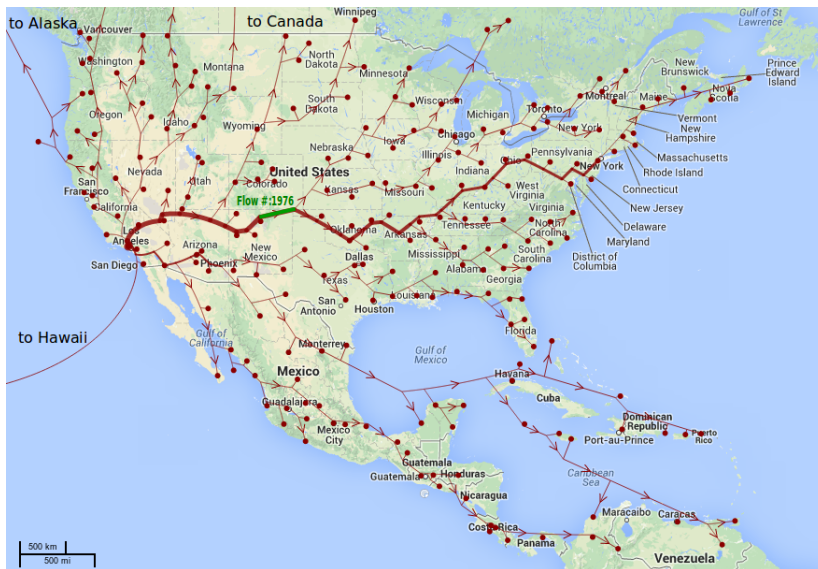 to Alaska
to Canada
Winnipeg
Gulf of St
Lawrence
Vancouver
Washington
Montana
North
Dakota
Minnesota
New
Brunswick
Prince
Edward
Island
Montreal
Maine
Nova
Scotia
Oregon
Idaho
South
Dakota
Wisconsin
Michigan
Toronto
Vermont
New
Hampshire
Wyoming
New York
Massachusetts
Nebraska
Iowa
Chicago
Illinois
Indiana
Ohio
Pennsylvania
New York
Rhode Island
Connecticut
Nevada
Utah
Colorado
United States
Kansas
Missouri
West
Virginia
Virginia
New Jersey
Delaware
Maryland
San
Francisco
California
Flow #:1976
Kentucky
Los
Angeles
Arizona
Phoenix
New
Mexico
Oklahoma
Arkansas
Tennessee
North
Carolina
South
Carolina
District of
Columbia
San Diego
Dallas
Mississippi
Alabama
Georgia
Texas
San
Antonio
Houston
Louisiana
Florida
to Hawaii
Gulf of
California
Monterrey
Gulf of
Mexico
Mexico
Havana
Cuba
Guadalajara
Mexico
City
Dominican
Republic
Port-au-Prince
Puerto
Rico
Guatemala
Guatemala
Honduras
Caribbean
Sea
Nicaragua
Maracaibo
Caracas
Costa Rica
Panama
Venezuela
500 km
500 mi